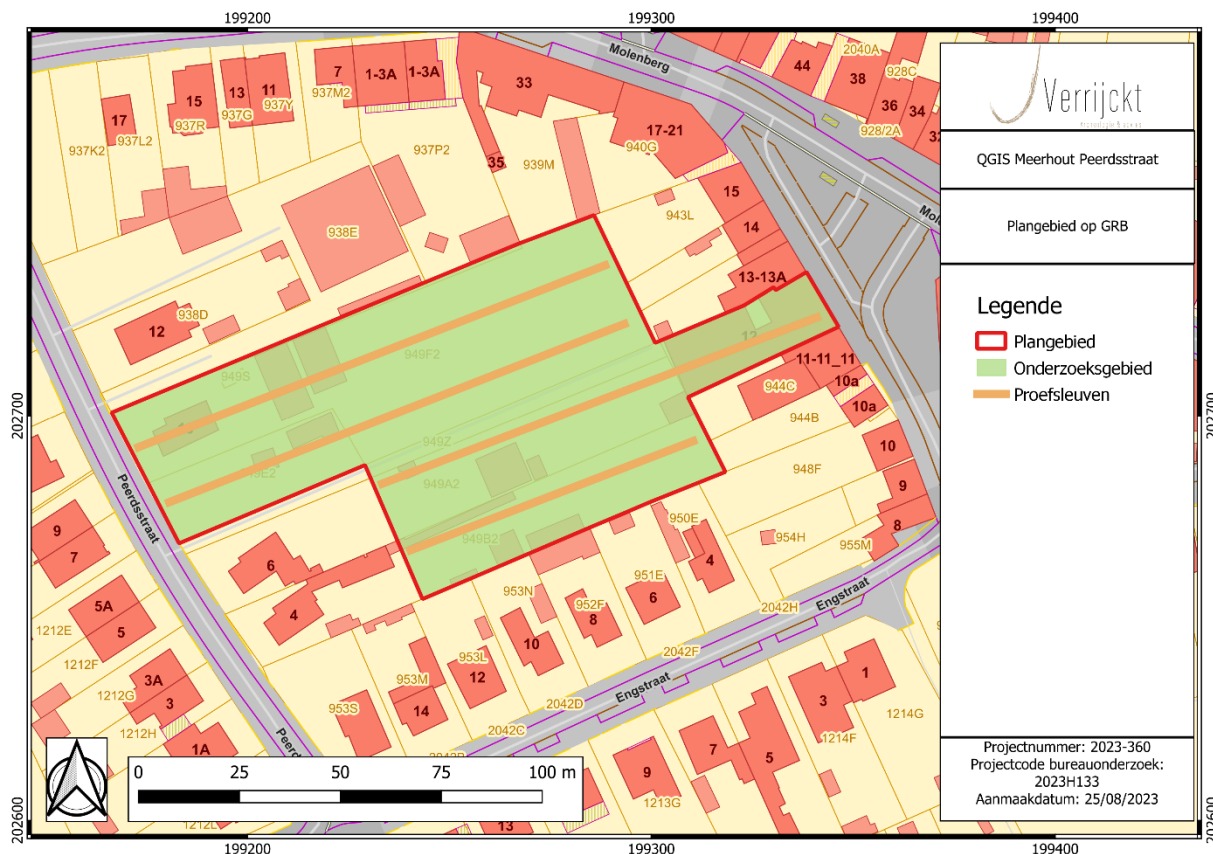 199200
199300
199400
Molenberg
2040A
44
38
928C
36
34
928/2A
7
1-3A
1-3A
33
15
13
11
937M2
17
937R
937G
937Y
937L2
937K2
937P2
17-21
940G
35
939M
15
943L
14
13-13A
938E
12
938D
949S
949F2
11-11_11
944C
10a
10a
944B
202700
202700
949Z
949A2
10
948F
9
8
Peerdsstraat
949B2
950E
954H
955M
9
7
6
4
4
951E
6
953N
952F
8
5A
5
1212E
1212F
10
2042H
Engstraat
953L
12
2042F
3A
3
1212G
1212H
953M
14
953S
Engstraat
2042D
2042C
1
3
1214G
1214F
1A
7
5
9
1213G
13
202600
202600
0 25 50 75 100 m
199200
199300
199400
Verrijckt
QGIS Meerhout Peerdsstraat
Plangebied op GRB
Legende
Plangebied
Onderzoeksgebied
Proefsleuven
Projectnummer: 2023-360
Projectcode bureauonderzoek:
2023H133
Aanmaakdatum: 25/08/2023